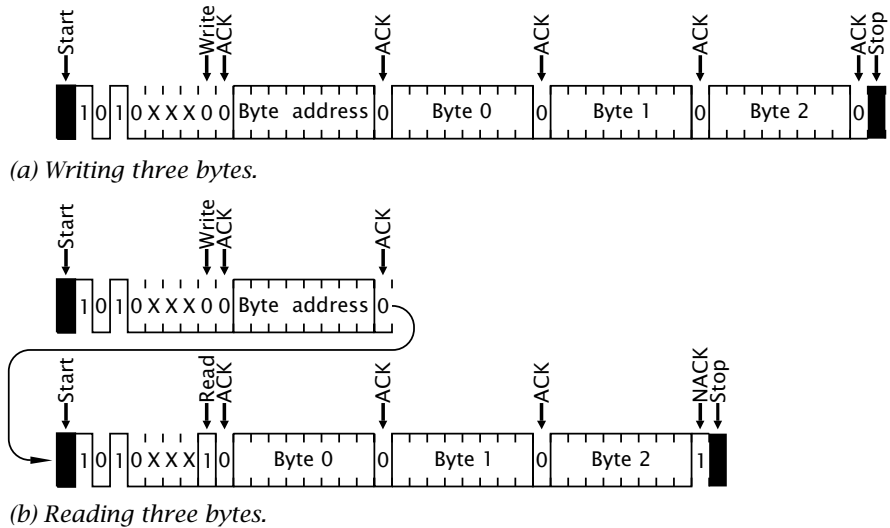 Start Write ACK ACK ACK ACK ACK Stop
1 0 1 0 X X X 0 0 Byte address 0 Byte 0 0 Byte 1 0 Byte 2 0
(a) Writing three bytes.
Start Write ACK ACK
1 0 1 0 X X X 0 0 Byte address 0
Start Read ACK ACK ACK NACK Stop
1 0 1 0 X X X 1 0 Byte 0 0 Byte 1 0 Byte 2 1
(b) Reading three bytes.